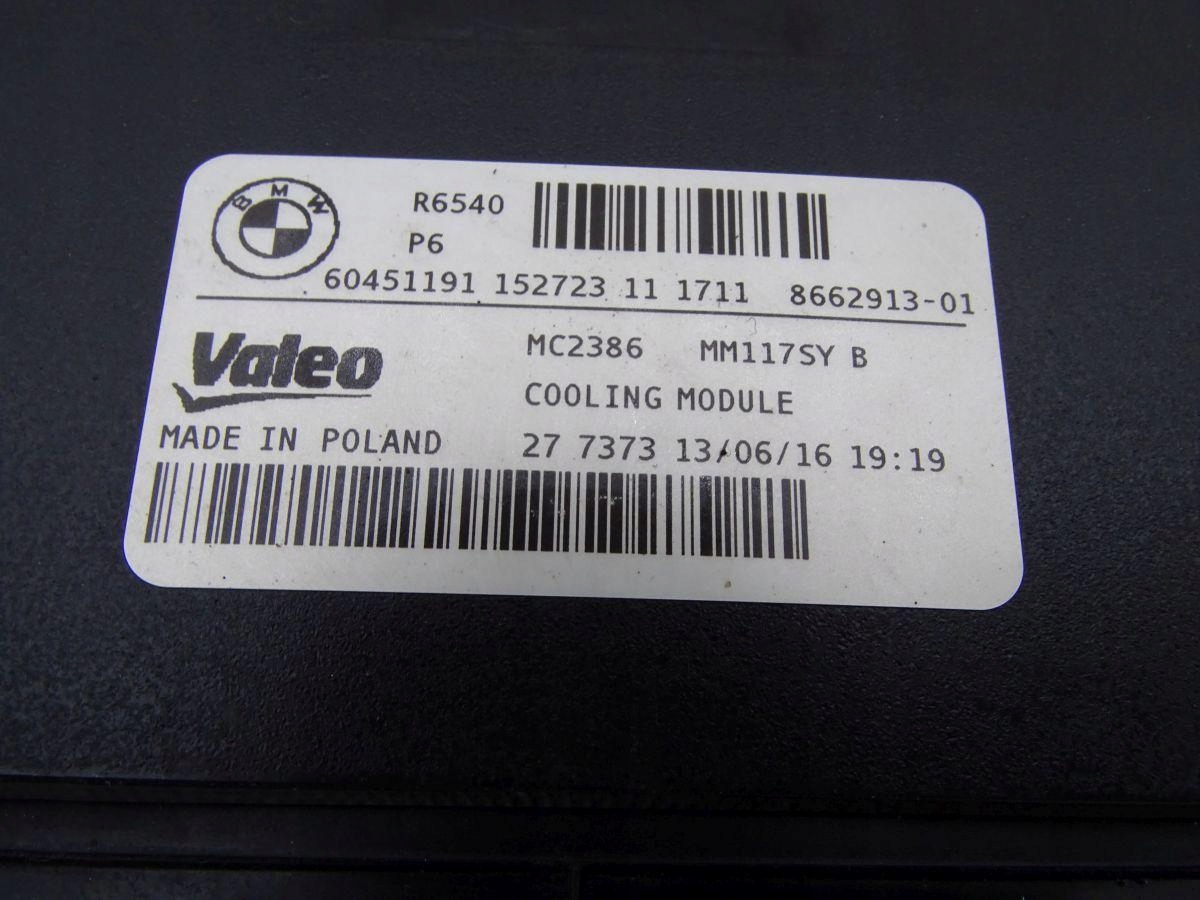 BMW
R6540
P6
60451191 152723 11 1711 8662913-01
Valeo
MC2386 MM117SY B
COOLING MODULE
MADE IN POLAND 27 7373 13/06/16 19:19